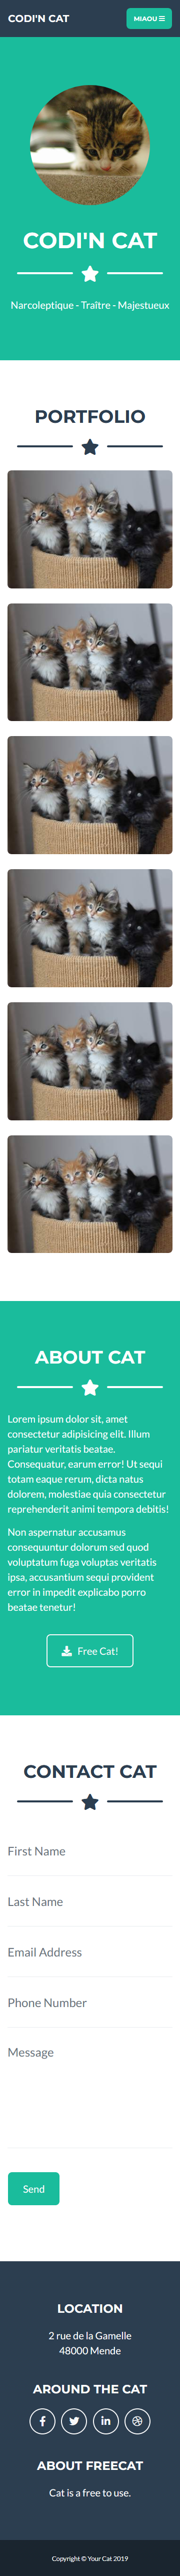 CODI'N CAT
MIAOU
CODI'N CAT
Narcoleptique - Traître - Majestueux
PORTFOLIO
ABOUT CAT
Lorem ipsum dolor sit, amet
consectetur adipisicing elit. Illum
pariatur veritatis beatae.
Consequatur, earum error! Ut sequi
totam eaque rerum, dicta natus
dolorem, molestiae quia consectetur
reprehenderit animi tempora debitis!
Non aspernatur accusamus
consequuntur dolorum sed quod
voluptatum fuga voluptas veritatis
ipsa, accusantium sequi provident
error in impedit explicabo porro
beatae tenetur!
Free Cat!
CONTACT CAT
First Name
Last Name
Email Address
Phone Number
Message
Send
LOCATION
2 rue de la Gamelle
48000 Mende
AROUND THE CAT
ABOUT FREECAT
Cat is a free to use.
Copyright © Your Cat 2019